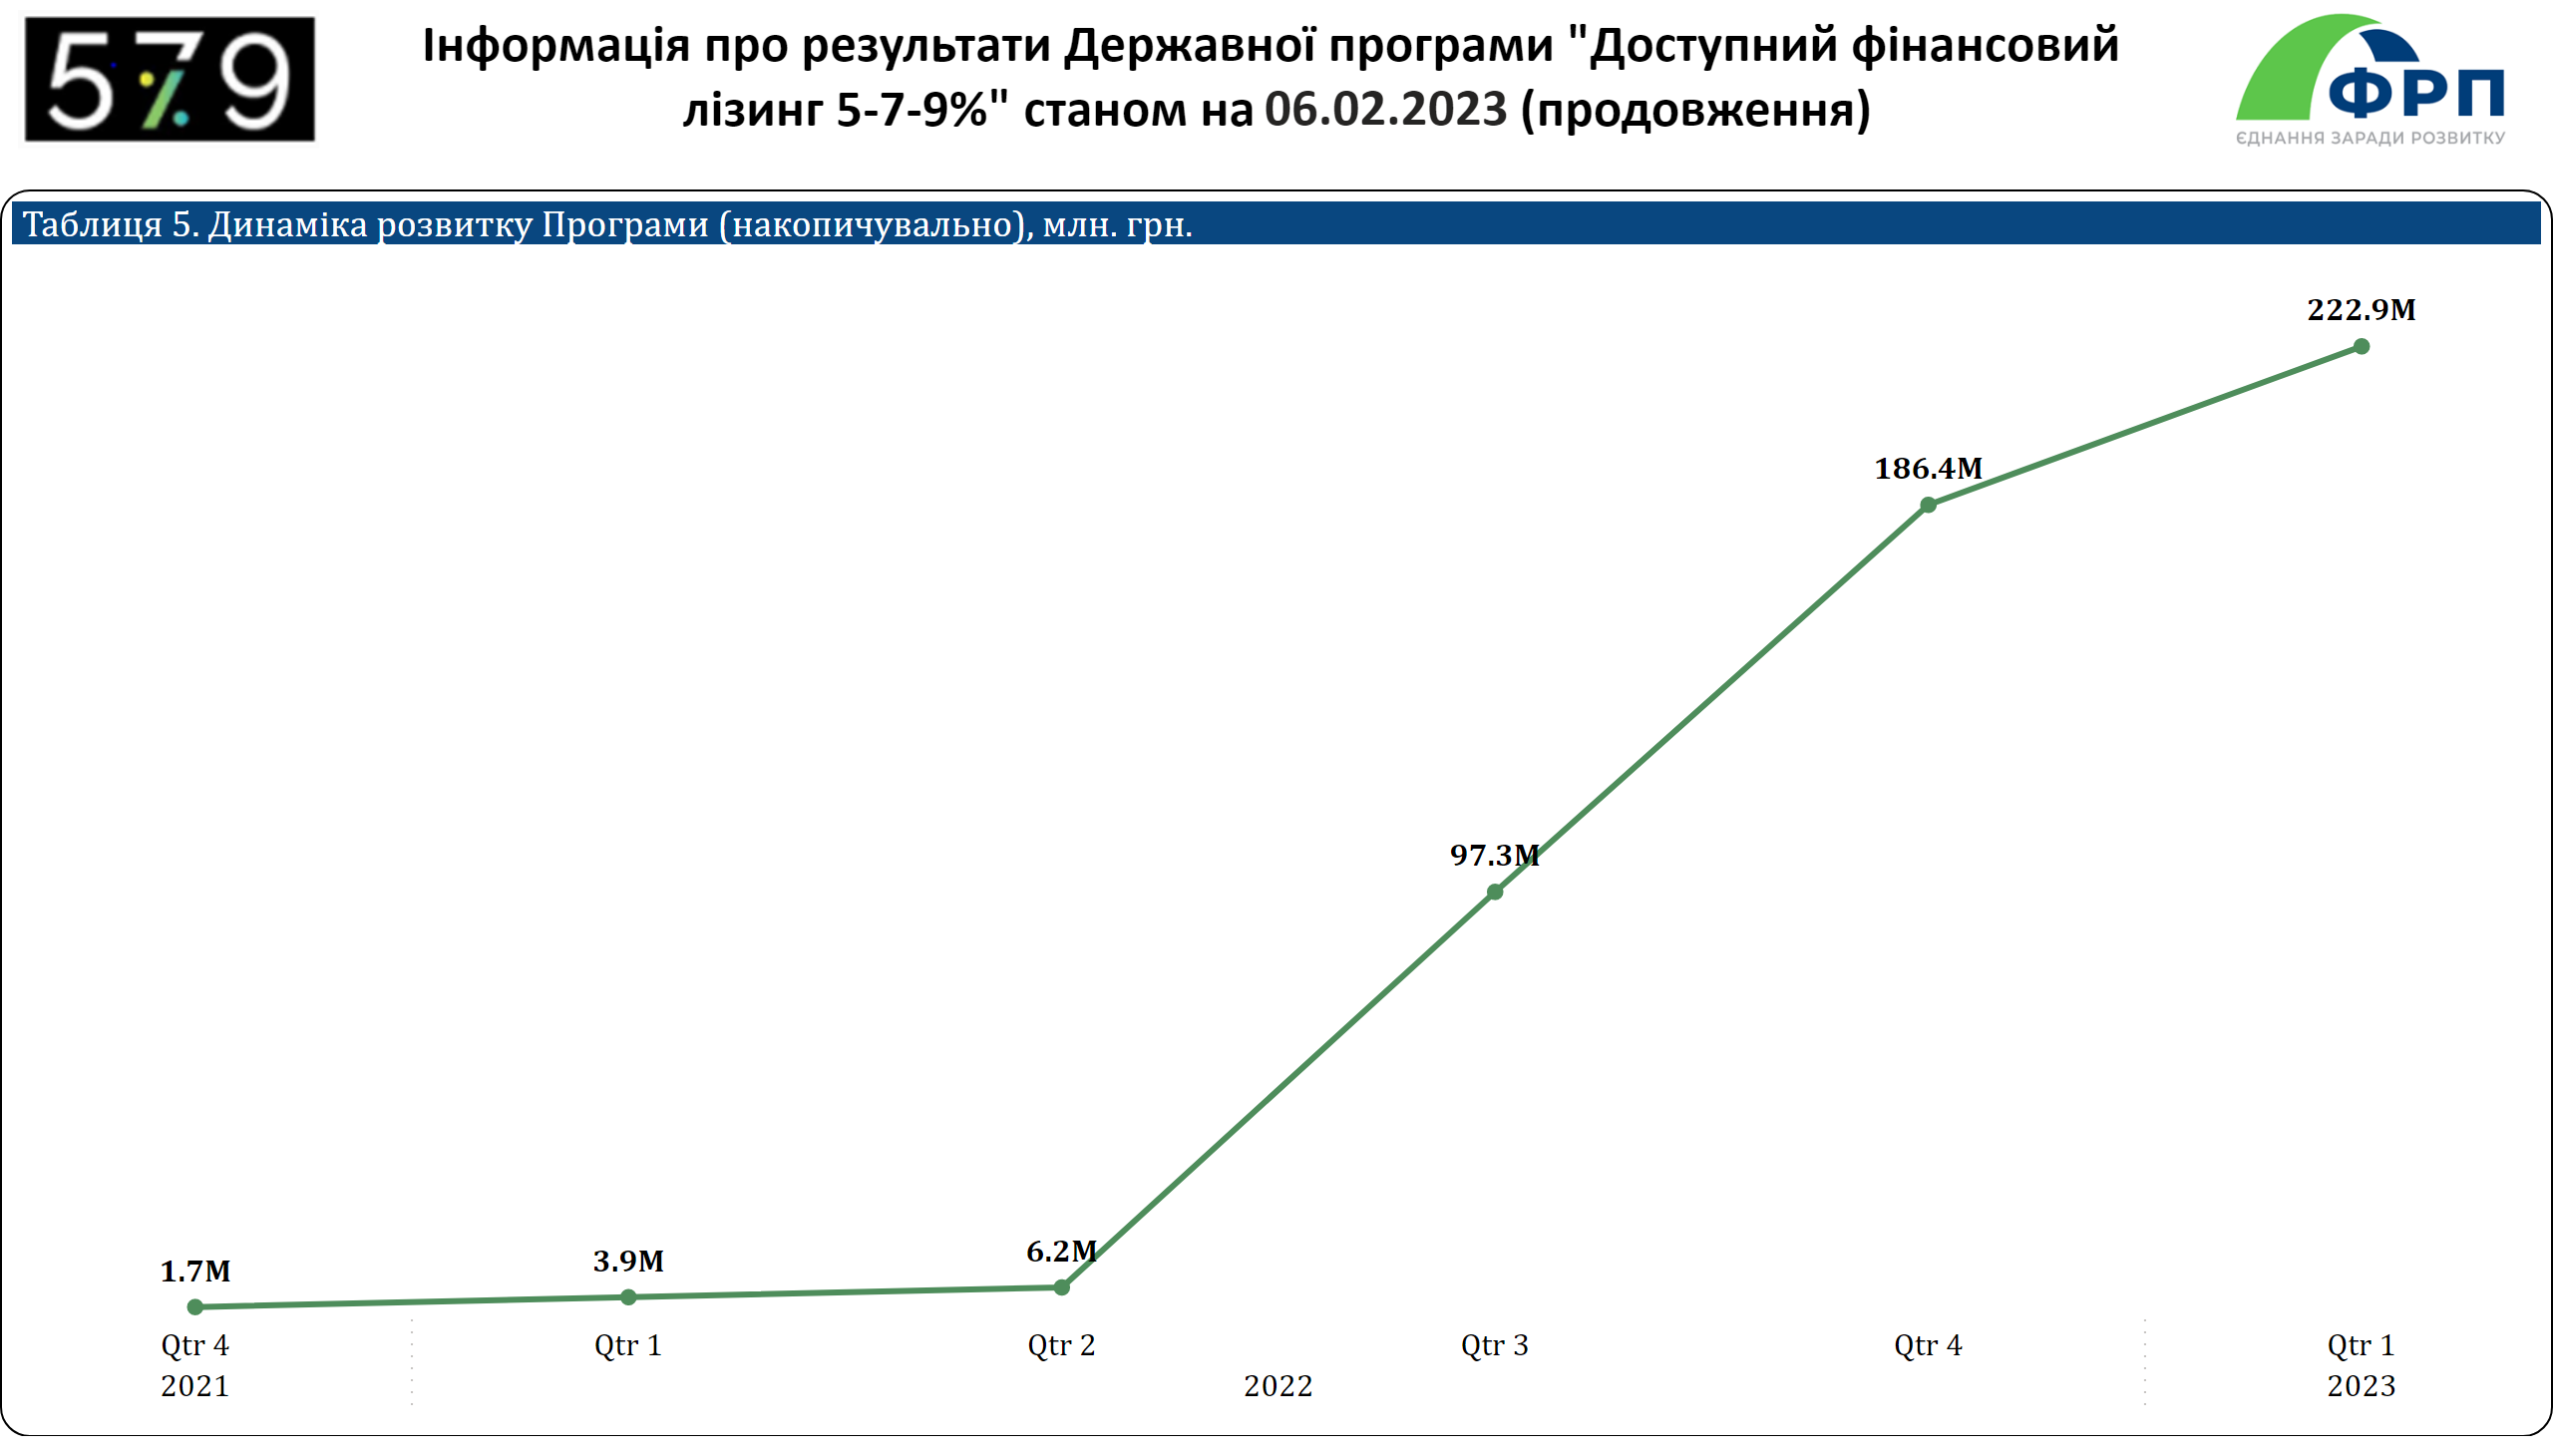 579
Інформація про результати Державної програми "Доступний фінансовий
лізинг 5-7-9%" станом на 06.02.2023 (продовження)
ФРП
ЄДНАННЯ ЗАРАДИ РОЗВИТКУ
Таблиця 5. Динаміка розвитку Програми (накопичувально), млн. грн.
222.9M
186.4M
97.3M
6.2M
3.9M
1.7M
Qtr 4 Qtr 1 Qtr 2 Qtr 3 Qtr 4 Qtr 1
2021 2022 2023